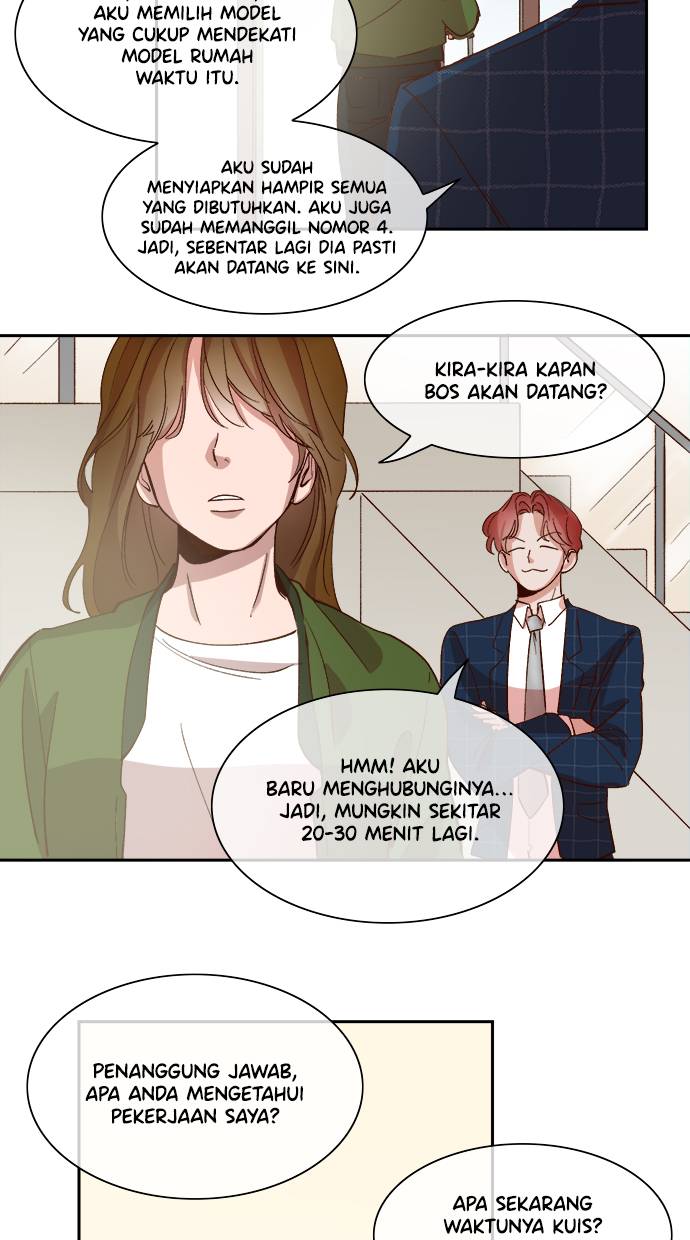 AKU MEMILIH MODEL
YANG CUKUP MENDEKATI
MODEL RUMAH
WAKTU ITU.
AKU SUDAH
MENYIAPKAN HAMPIR SEMUA
YANG DIBUTUHKAN. AKU JUGA
SUDAH MEMANGGIL NOMOR 4.
JADI, SEBENTAR LAGI DIA PASTI
AKAN DATANG KE SINI.
KIRA-KIRA KAPAN
BOS AKAN DATANG?
HMM! AKU
BARU MENGHUBUNGINYA...
JADI, MUNGKIN SEKITAR
20-30 MENIT LAGI.
PENANGGUNG JAWAB,
APA ANDA MENGETAHUI
PEKERJAAN SAYA?
APA SEKARANG
WAKTUNYA KUIS?